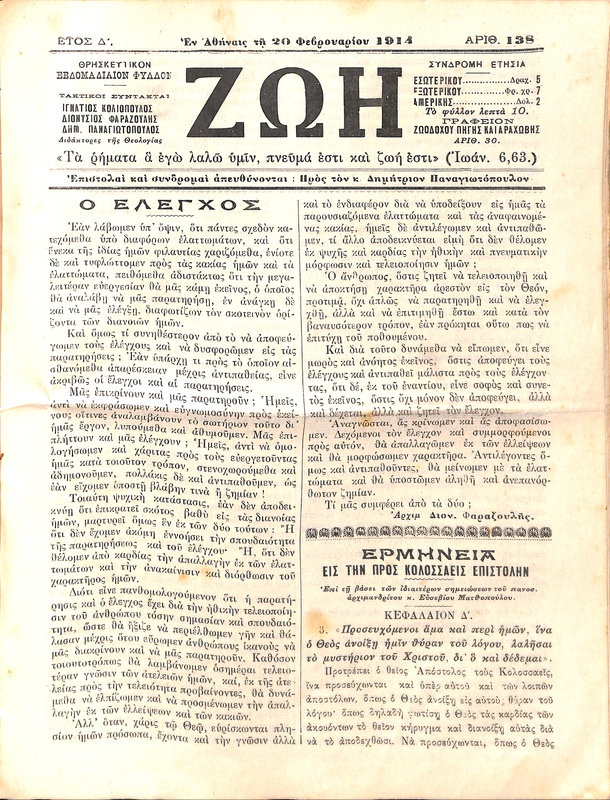 ΕΤΟΣ Δ΄.
Ἐν Ἀθήναις τῇ 20 Φεβρουαρίου 1914
ΑΡΙΘ. 138
ΘΡΗΣΚΕΥΤΙΚΟΝ
ΕΒΔΟΜΑΔΙΑΙΟΝ ΦΥΛΛΟΝ
ΤΑΚΤΙΚΟΙ ΣΥΝΤΑΚΤΑΙ
ΙΓΝΑΤΙΟΣ ΚΟΛΙΟΠΟΥΛΟΣ
ΔΙΟΝΥΣΙΟΣ ΦΑΡΑΖΟΥΛΗΣ
ΔΗΜ. ΠΑΝΑΓΙΩΤΟΠΟΥΛΟΣ
Διδάκτορες τῆς Θεολογίας
ΖΩΗ
ΣΥΝΔΡΟΜΗ ΕΤΗΣΙΑ
ΕΣΩΤΕΡΙΚΟΥ..........Δραχ. 5
ΕΞΩΤΕΡΙΚΟΥ..........Φρ. χρ. 7
ΑΜΕΡΙΚΗΣ..........Δολ. 2
Τὸ φύλλον λεπτὰ 10.
ΓΡΑΦΕΙΟΝ
ΖΩΟΔΟΧΟΥ ΠΗΓΗΣ ΚΑΙ ΑΡΑΧΩΒΗΣ
ΑΡΙΘ. 30.
«Τὰ ῥήματα ἃ ἐγὼ λαλῶ ὑμῖν, πνεῦμά ἐστι καὶ ζωή ἐστι» (Ἰωάν. 6,63.)
Ἐπιστολαὶ καὶ συνδρομαὶ ἀπευθύνονται : Πρὸς τὸν κ. Δημήτριον Παναγιωτόπουλον
Ο ΕΛΕΓΧΟΣ
Ἐὰν λάβωμεν ὑπ᾽ ὄψιν, ὅτι πάντες σχεδὸν κα-
τεχόμεθα ὑπὸ διαφόρων ἐλαττωμάτων, καὶ ὅτι
ἕνεκα τῆς ἰδίας ἡμῶν φιλαυτίας χαριζόμεθα, ἐνίοτε
δὲ καὶ τυφλώττομεν πρὸς τὰς κακίας ἡμῶν καὶ τὰ
ἐλαττώματα, πειθόμεθα ἀδιστάκτως ὅτι τὴν μεγα-
λειτέραν εὐεργεσίαν θὰ μᾶς κάμῃ ἐκεῖνος, ὁ ὁποῖος
θὰ ἀναλάβῃ νὰ μᾶς παρατηρήσῃ, ἐν ἀνάγκῃ δὲ
καὶ νὰ μᾶς ἐλέγξῃ, διαφωτίζων τὸν σκοτεινὸν ὁρί-
ζοντα τῶν διανοιῶν ἡμῶν.
Καὶ ὅμως τί συνηθέστερον ἀπὸ τὸ νὰ ἀποφεύ-
γωμεν τοὺς ἐλέγχους καὶ νὰ δυσφορῶμεν εἰς τὰς
παρατηρήσεις ; Ἐὰν ὑπάρχῃ τι πρὸς τὸ ὁποῖον αἰ-
σθανόμεθα ἀπαρέσκειαν μέχρις ἀντιπαθείας, εἶνε
ἀκριβῶς οἱ ἔλεγχοι καὶ αἱ παρατηρήσεις.
Μᾶς ἐπικρίνουν καὶ μᾶς παρατηροῦν ; Ἡμεῖς,
ἀντὶ νὰ ἐκφράσωμεν καὶ εὐγνωμοσύνην πρὸς ἐκεί-
νους οἵτινες ἀναλαμβάνουν τὸ σωτήριον τοῦτο δι᾽
ἡμᾶς ἔργον, λυπούμεθα καὶ ἀθυμοῦμεν. Μᾶς ἐπι-
πλήττουν καὶ μᾶς ἐλέγχουν ; Ἡμεῖς, ἀντὶ νὰ ὁμο-
λογήσωμεν καὶ χάριτας πρὸς τοὺς εὐεργετοῦντας
ἡμᾶς κατὰ τοιοῦτον τρόπον, στενοχωρούμεθα καὶ
ἀδημονοῦμεν, πολλάκις δὲ καὶ ἀντιπαθοῦμεν, ὡς
ἐὰν εἴχομεν ὑποστῇ βλάβην τινὰ ἢ ζημίαν !
Τοιαύτη ψυχικὴ κατάστασις, ἐὰν δὲν ἀποδει-
κνύῃ ὅτι ἐπικρατεῖ σκότος βαθὺ εἰς τὰς διανοίας
ἡμῶν, μαρτυρεῖ ὅμως ἓν ἐκ τῶν δύο τούτων : Ἢ
ὅτι δὲν ἔχομεν ἀκόμη ἐννοήσει τὴν σπουδαιότητα
τῆς παρατηρήσεως καὶ τοῦ ἐλέγχου· Ἢ, ὅτι δὲν
θέλομεν ἀπὸ καρδίας τὴν ἀπαλλαγὴν ἐκ τῶν ἐλατ-
τωμάτων καὶ τὴν ἀνακαίνισιν καὶ διόρθωσιν τοῦ
χαρακτῆρος ἡμῶν.
Διότι εἶνε πανθομολογούμενον ὅτι ἡ παρατή-
ρησις καὶ ὁ ἔλεγχος ἔχει διὰ τὴν ἠθικὴν τελειοποίη-
σιν τοῦ ἀνθρώπου τόσην σημασίαν καὶ σπουδαιό-
τητα, ὥστε θὰ ἤξιζε νὰ περιέλθωμεν γῆν καὶ θά-
λασαν μέχρις ὅτου εὕρωμεν ἀνθρώπους ἱκανοὺς νὰ
μᾶς διακρίνουν καὶ νὰ μᾶς παρατηροῦν. Καθόσον
τοιουτοτρόπως θὰ λαμβάνωμεν ὁσημέραι τελειο-
τέραν γνῶσιν τῶν ἀτελειῶν ἡμῶν, καί, ἐκ τῆς ἀτε-
λείας πρὸς τὴν τελειότητα προβαίνοντες, θὰ δυνά-
μεθα νὰ ἐλπίζωμεν καὶ νὰ προσμένωμεν τὴν ἀπαλ-
λαγὴν ἐκ τῶν ἐλλείψεων καὶ τῶν κακιῶν.
Ἀλλ᾽ ὅταν, χάρις τῷ Θεῷ, εὑρίσκωνται πλη-
σίον ἡμῶν πρόσωπα, ἔχοντα καὶ τὴν γνῶσιν ἀλλὰ
καὶ τὸ ἐνδιαφέρον διὰ νὰ ὑποδείξουν εἰς ἡμᾶς τὰ
παρουσιαζόμενα ἐλαττώματα καὶ τὰς ἀναφαινομέ-
νας κακίας, ἡμεῖς δὲ ἀντιλέγωμεν καὶ ἀντιπαθῶ-
μεν, τί ἄλλο ἀποδεικνύεται εἰμὴ ὅτι δὲν θέλομεν
ἐκ ψυχῆς καὶ καρδίας τὴν ἠθικὴν καὶ πνευματικὴν
μόρφωσιν καὶ τελειοποίησιν ἡμῶν ;
Ὁ ἄνθρωπος, ὅστις ζητεῖ νὰ τελειοποιηθῇ καὶ
νὰ ἀποκτήσῃ χαρακτῆρα ἀρεστὸν εἰς τὸν Θεόν,
προτιμᾷ, ὄχι ἁπλῶς νὰ παρατηρηθῇ καὶ νὰ ἐλεγ-
χθῇ, ἀλλὰ καὶ νὰ ἐπιτιμηθῇ ἔστω καὶ κατὰ τὸν
βαναυσότερον τρόπον, ἐὰν πρόκηται οὕτω πως νὰ
ἐπιτύχῃ τοῦ ποθουμένου.
Καὶ διὰ τοῦτο δυνάμεθα νὰ εἴπωμεν, ὅτι εἶνε
μωρὸς καὶ ἀνόητος ἐκεῖνος, ὅστις ἀποφεύγει τοὺς
ἐλέγχους καὶ ἀντιπαθεῖ μάλιστα πρὸς τοὺς ἐλέγχον-
τας, ὅτι δέ, ἐκ τοῦ ἐναντίου, εἶνε σοφὸς καὶ συνε-
τὸς ἐκεῖνος, ὅστις ὄχι μόνον δὲν ἀποφεύγει, ἀλλὰ
καὶ δέχεται, ἀλλὰ καὶ ζητεῖ τὸν ἔλεγχον.
Ἀναγνῶσται, ἂς κρίνωμεν καὶ ἂς ἀποφασίσω-
μεν. Δεχόμενοι τὸν ἔλεγχον καὶ συμμορφούμενοι
πρὸς αὐτόν, θὰ ἀπαλλαγῶμεν ἐκ τῶν ἐλλείψεων
καὶ θὰ μορφώσωμεν χαρακτῆρα. Ἀντιλέγοντες ὅ-
μως καὶ ἀντιπαθοῦντες, θὰ μείνωμεν μὲ τὰ ἐλατ-
τώματα καὶ θὰ ὑποστῶμεν ἀληθῆ καὶ ἀνεπανόρ-
θωτον ζημίαν.
Τί μᾶς συμφέρει ἀπὸ τὰ δύο ;
Ἀρχιμ Διον. Φαραζουλῆς.
ΕΡΜΗΝΕΙΑ
ΕΙΣ ΤΗΝ ΠΡΟΣ ΚΟΛΟΣΣΑΕΙΣ ΕΠΙΣΤΟΛΗΝ
Ἐπὶ τῇ βάσει τῶν ἰδιαιτέρων σημειώσεων τοῦ πανοσ.
ἀρχιμανδρίτου κ. Εὐσεβίου Ματθοπούλου.
ΚΕΦΑΛΑΙΟΝ Δ΄.
3. «Προσευχόμενοι ἅμα καὶ περὶ ἡμῶν, ἵνα
ὁ Θεὸς ἀνοίξῃ ἡμῖν θύραν τοῦ λόγου, λαλῆσαι
τὸ μυστήριον τοῦ Χριστοῦ, δι᾽ ὃ καὶ δέδεμαι».
Προτρέπει ὁ θεῖος Ἀπόστολος τοὺς Κολοσσαεῖς,
ἵνα προσεύχωνται καὶ ὑπὲρ αὐτοῦ καὶ τῶν λοιπῶν
ἀποστόλων, ὅπως ὁ Θεὸς ἀνοίξῃ εἰς αὐτοὺς θύραν τοῦ
λόγου· ὅπως δηλαδὴ φωτίσῃ ὁ Θεὸς τὰς καρδίας τῶν
ἀκουόντων τὸ θεῖον κήρυγμα καὶ διανοίξῃ αὐτὰς διὰ
νὰ τὸ ἀποδεχθῶσι. Νὰ προσεύχωνται, ὅπως ὁ Θεὸς